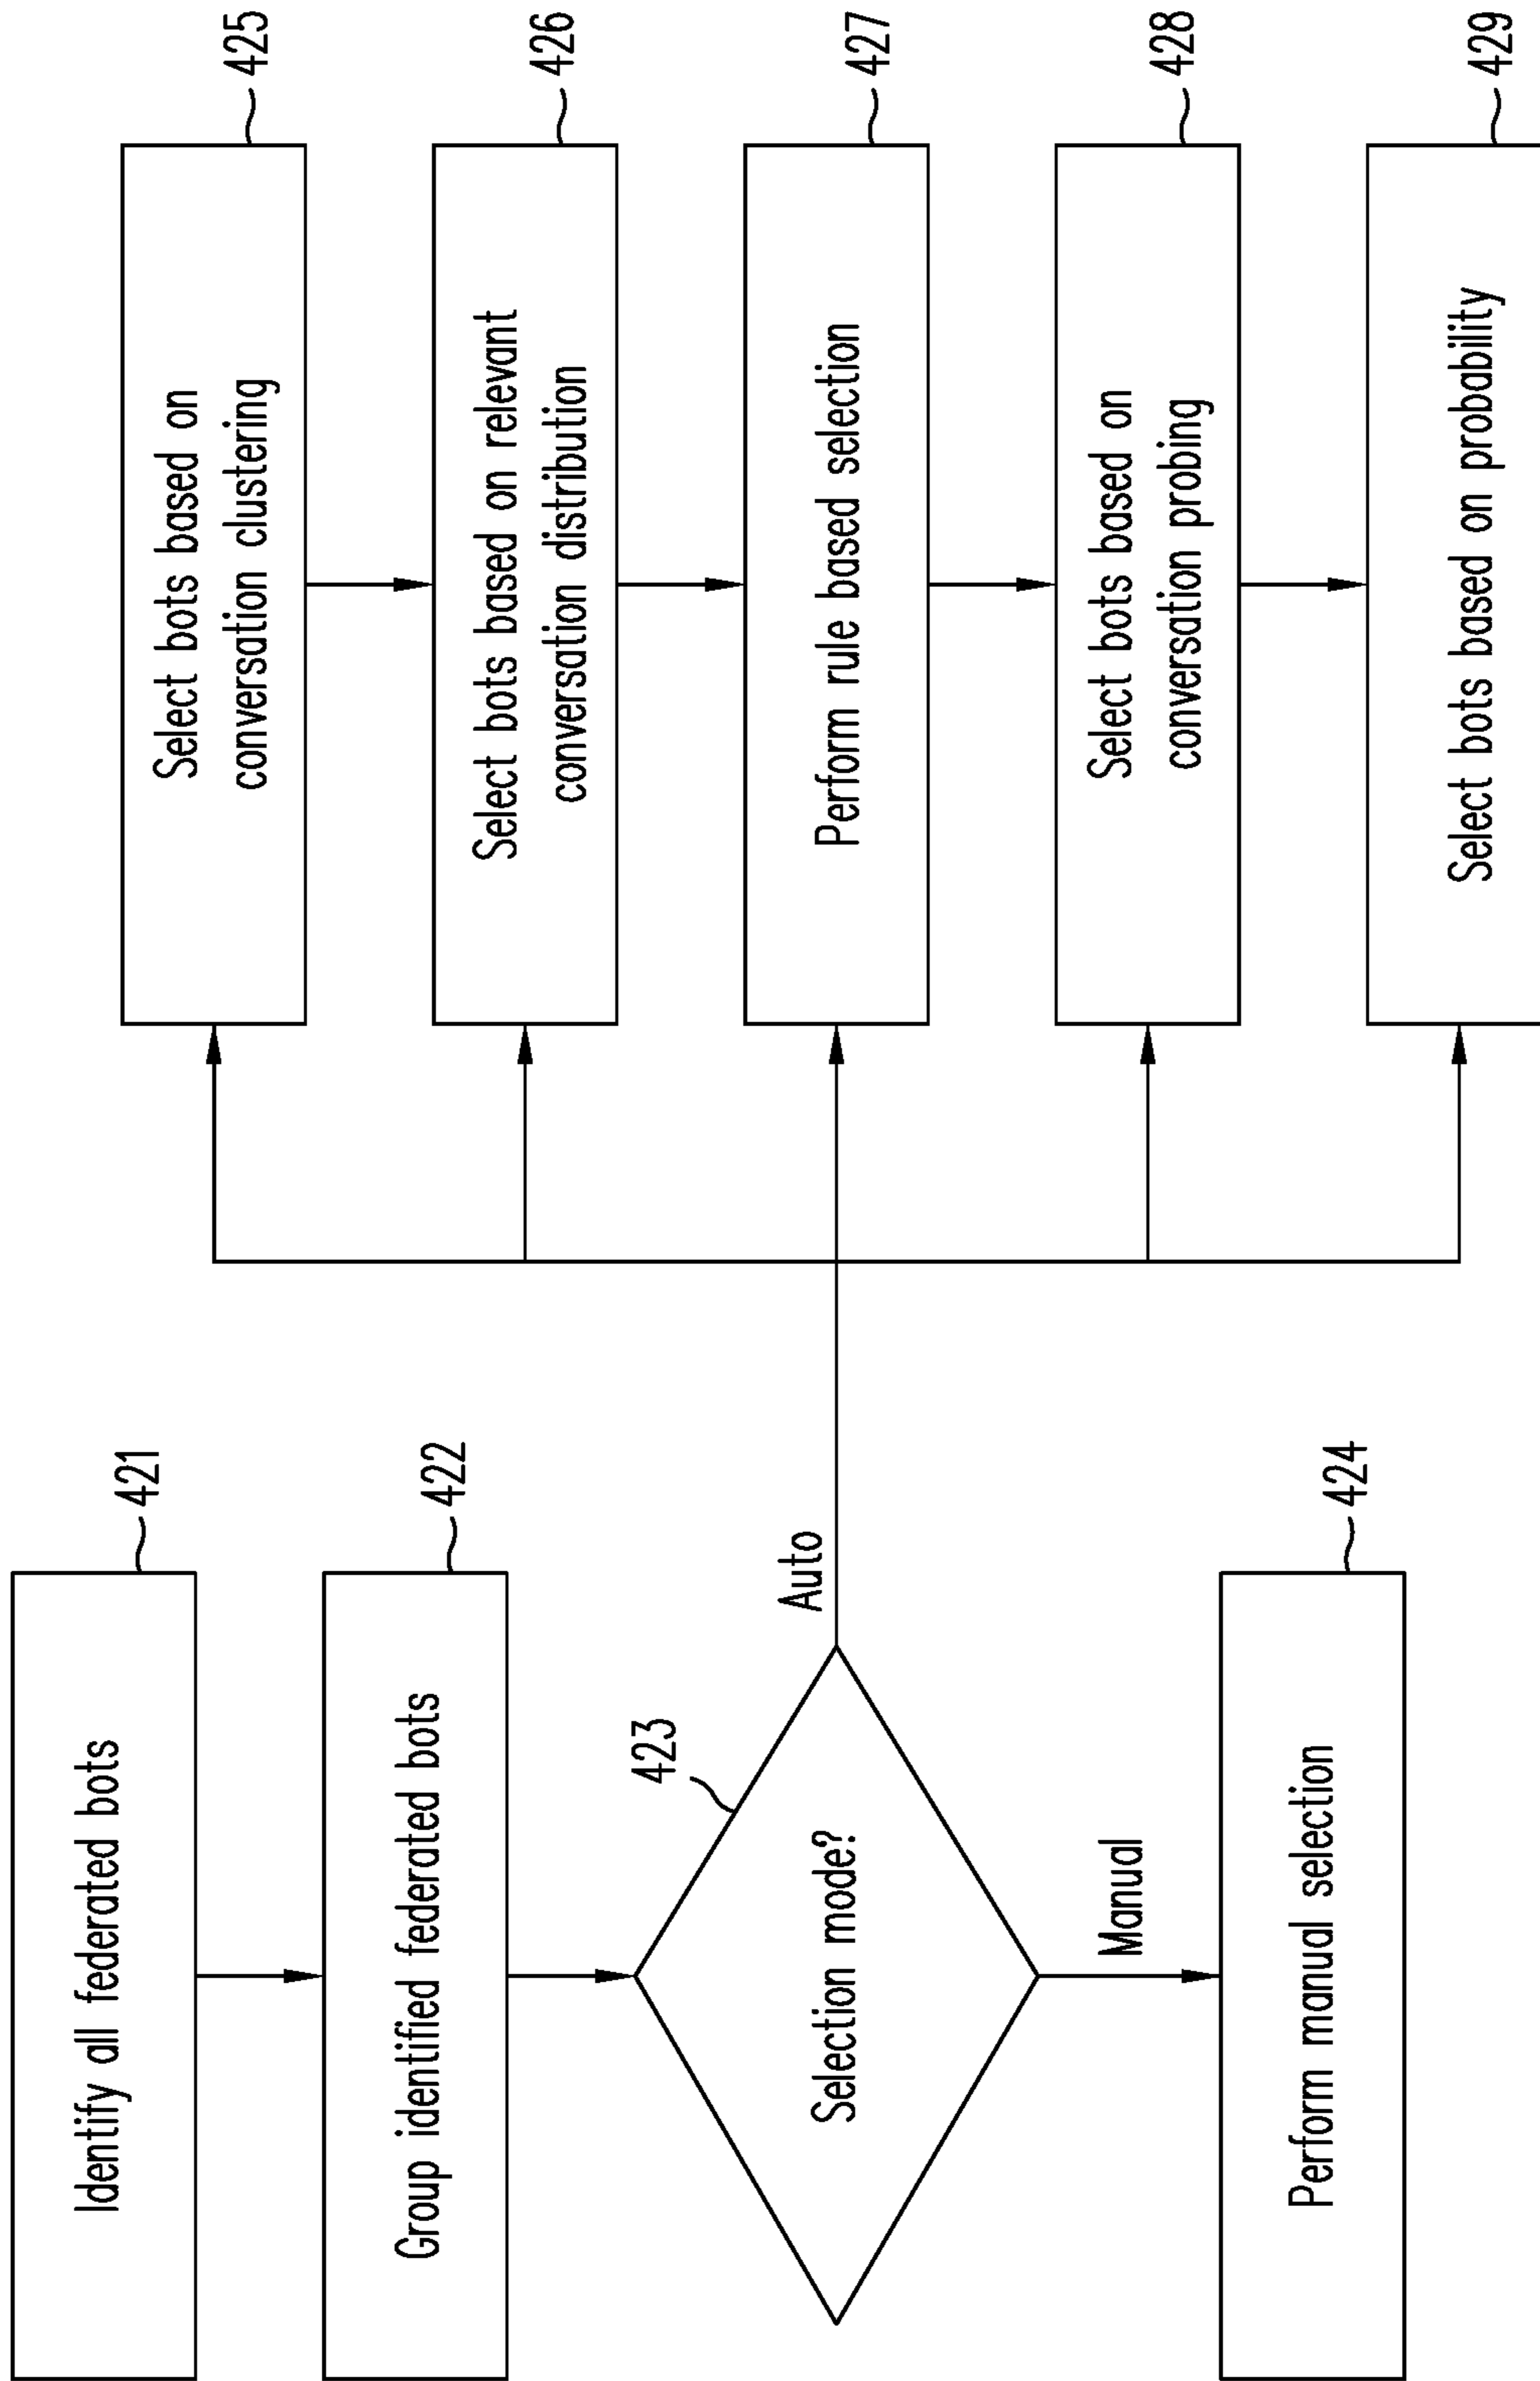 Identify all federated bots
421
Group identified federated bots
422
423
Selection mode?
Auto
Manual
Perform manual selection
424
Select bots based on
conversation clustering
425
Select bots based on relevant
conversation distribution
426
Perform rule based selection
427
Select bots based on
conversation probing
428
Select bots based on probability
429